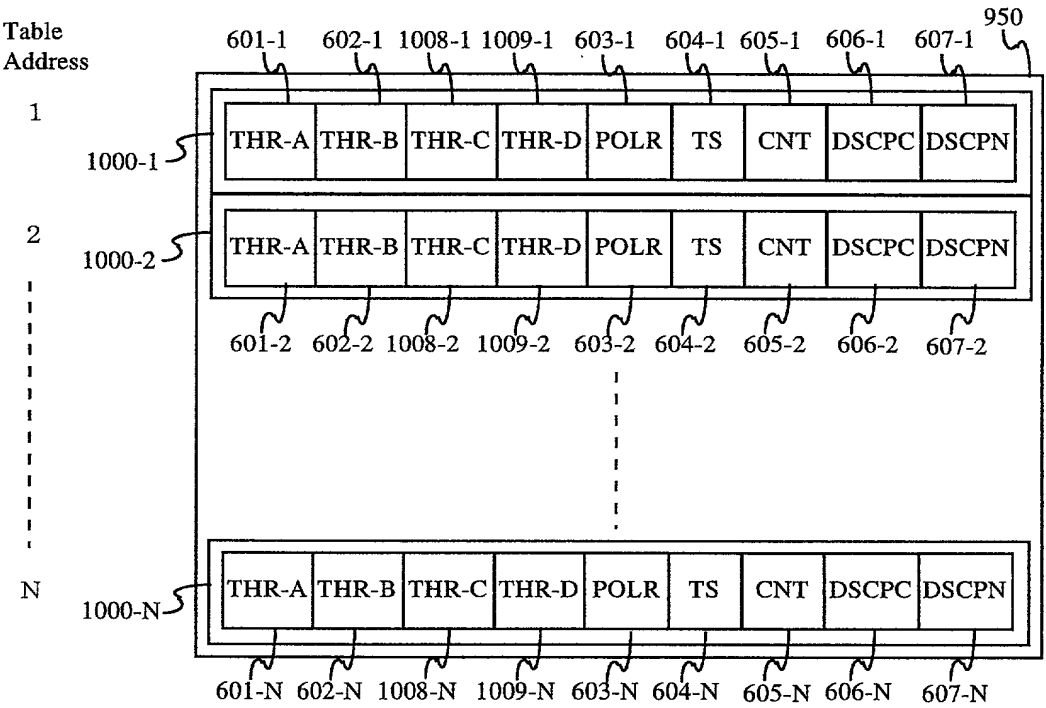 Table
Address
950
601-1 602-1 1008-1 1009-1 603-1 604-1 605-1 606-1 607-1
1
THR-A THR-B THR-C THR-D POLR TS CNT DSCPC DSCPN
1000-1
2
THR-A THR-B THR-C THR-D POLR TS CNT DSCPC DSCPN
1000-2
601-2 602-2 1008-2 1009-2 603-2 604-2 605-2 606-2 607-2
N
THR-A THR-B THR-C THR-D POLR TS CNT DSCPC DSCPN
1000-N
601-N 602-N 1008-N 1009-N 603-N 604-N 605-N 606-N 607-N